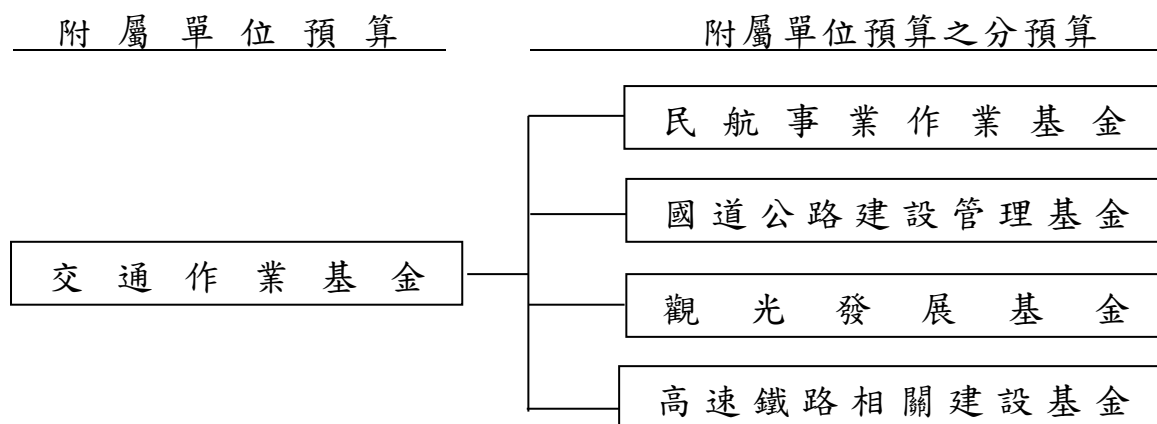 附屬單位預算
附屬單位預算之分預算
民航事業作業基金
國道公路建設管理基金
交通作業基金
觀光發展基金
高速鐵路相關建設基金